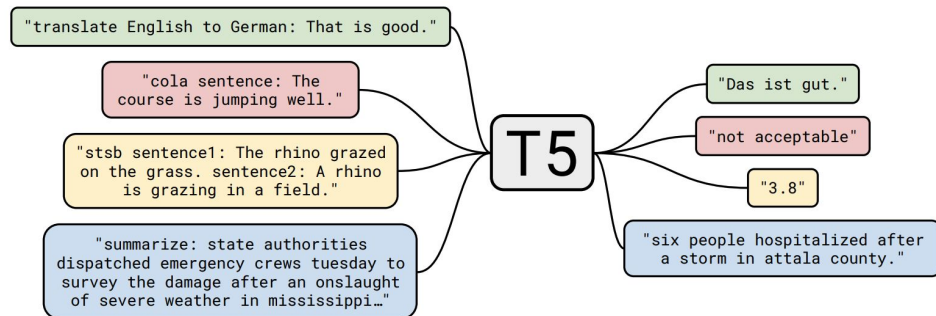 "translate English to German: That is good."
"cola sentence: The
course is jumping well."
"stsb sentence1: The rhino grazed
on the grass. sentence2: A rhino
is grazing in a field."
"summarize: state authorities
dispatched emergency crews tuesday to
survey the damage after an onslaught
of severe weather in mississippi…"
T5
"Das ist gut."
"not acceptable"
"3.8"
"six people hospitalized after
a storm in attala county."